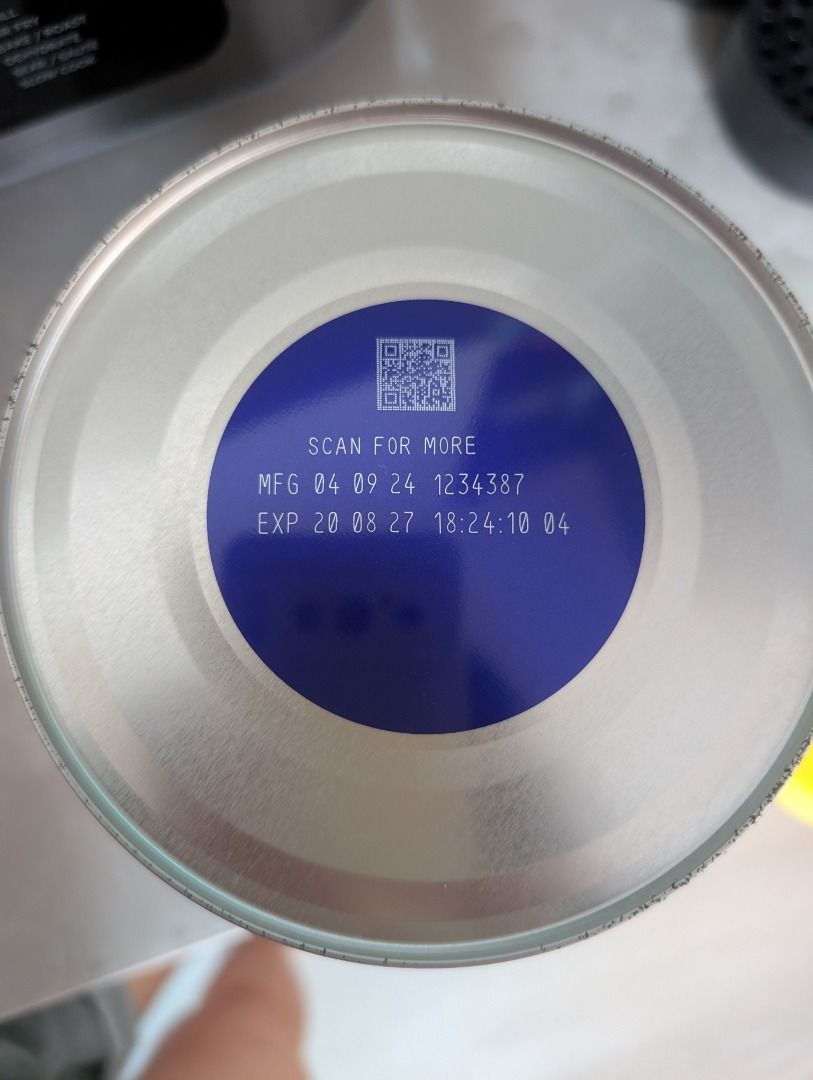 SCAN FOR MORE
MFG 04 09 24 1234387
EXP 20 08 27 18:24:10 04